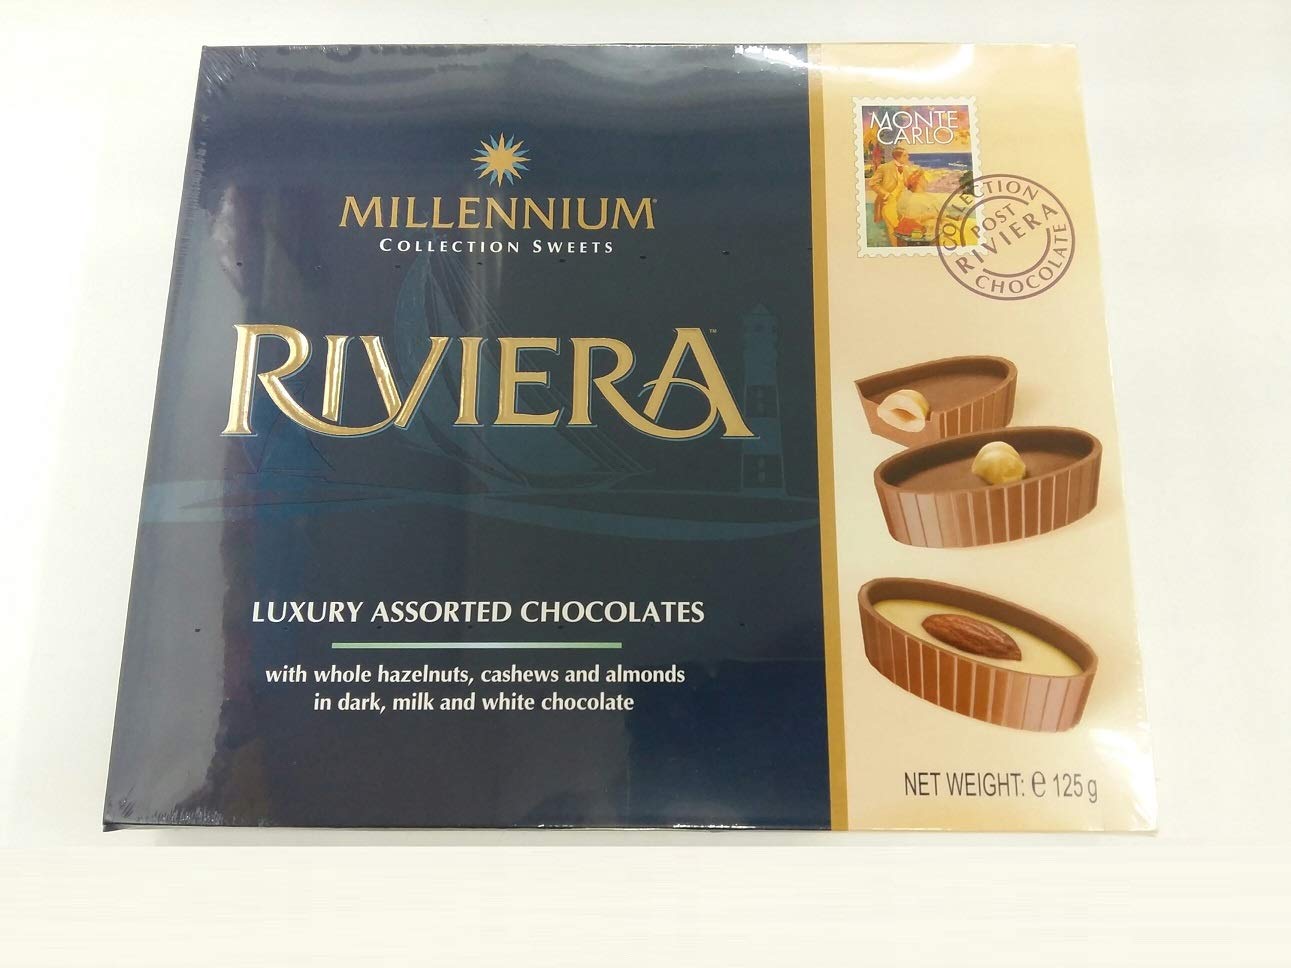 MILLENNIUM
COLLECTION SWEETS
RIVIERA™
LUXURY ASSORTED CHOCOLATES
with whole hazelnuts, cashews and almonds
in dark, milk and white chocolate
MONTE
CARLO
COLLECTION
POST
RIVIERA
CHOCOLATE
NET WEIGHT: ℮ 125 g